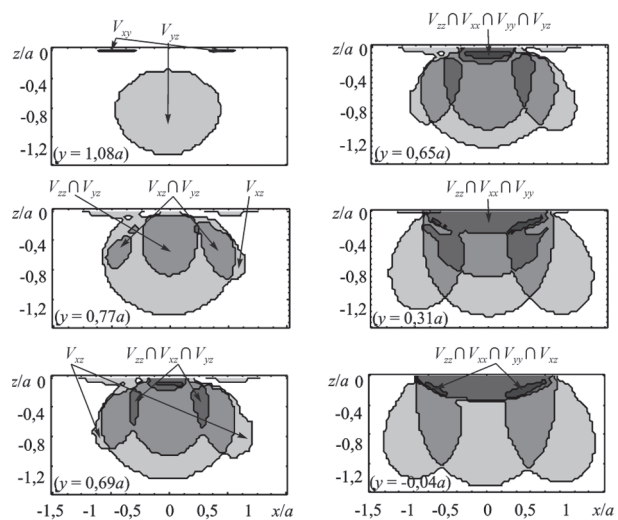 V_xy V_yz
z/a 0
-0,4
-0,8
-1,2
(y = 1,08a)
V_zz∩V_xx∩V_yy∩V_yz
z/a 0
-0,4
-0,8
-1,2
(y = 0,65a)
V_zz∩V_yz V_xz∩V_yz V_xz
z/a 0
-0,4
-0,8
-1,2
(y = 0,77a)
V_zz∩V_xx∩V_yy
z/a 0
-0,4
-0,8
-1,2
(y = 0,31a)
V_xz V_zz∩V_xz∩V_yz
z/a 0
-0,4
-0,8
-1,2
(y = 0,69a)
-1,5 -1 -0,5 0 0,5 1 x/a
V_zz∩V_xx∩V_yy∩V_xz
z/a 0
-0,4
-0,8
-1,2
(y = -0,04a)
-1,5 -1 -0,5 0 0,5 1 x/a